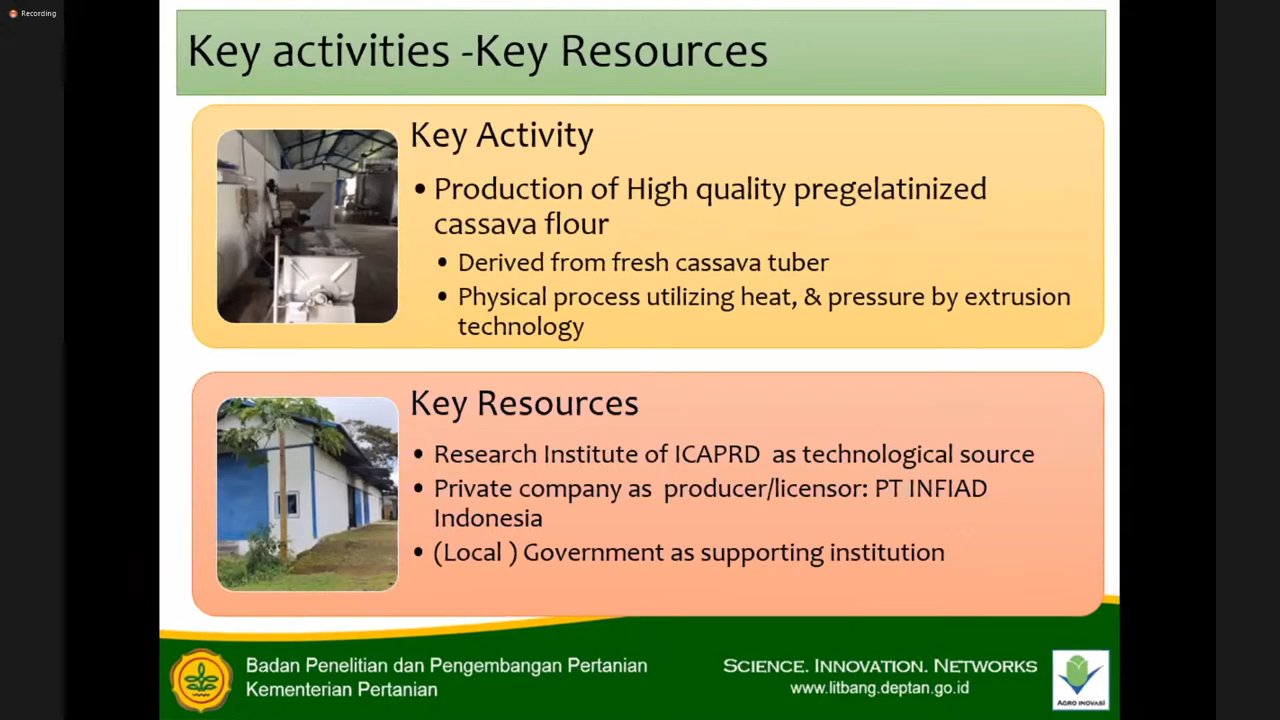 Recording
Key activities -Key Resources
Key Activity
• Production of High quality pregelatinized
cassava flour
• Derived from fresh cassava tuber
• Physical process utilizing heat, & pressure by extrusion
technology
Key Resources
• Research Institute of ICAPRD as technological source
• Private company as producer/licensor: PT INFIAD
Indonesia
• (Local ) Government as supporting institution
Badan Penelitian dan Pengembangan Pertanian
Kementerian Pertanian
SCIENCE. INNOVATION. NETWORKS
www.litbang.deptan.go.id
AGRO INOVASI